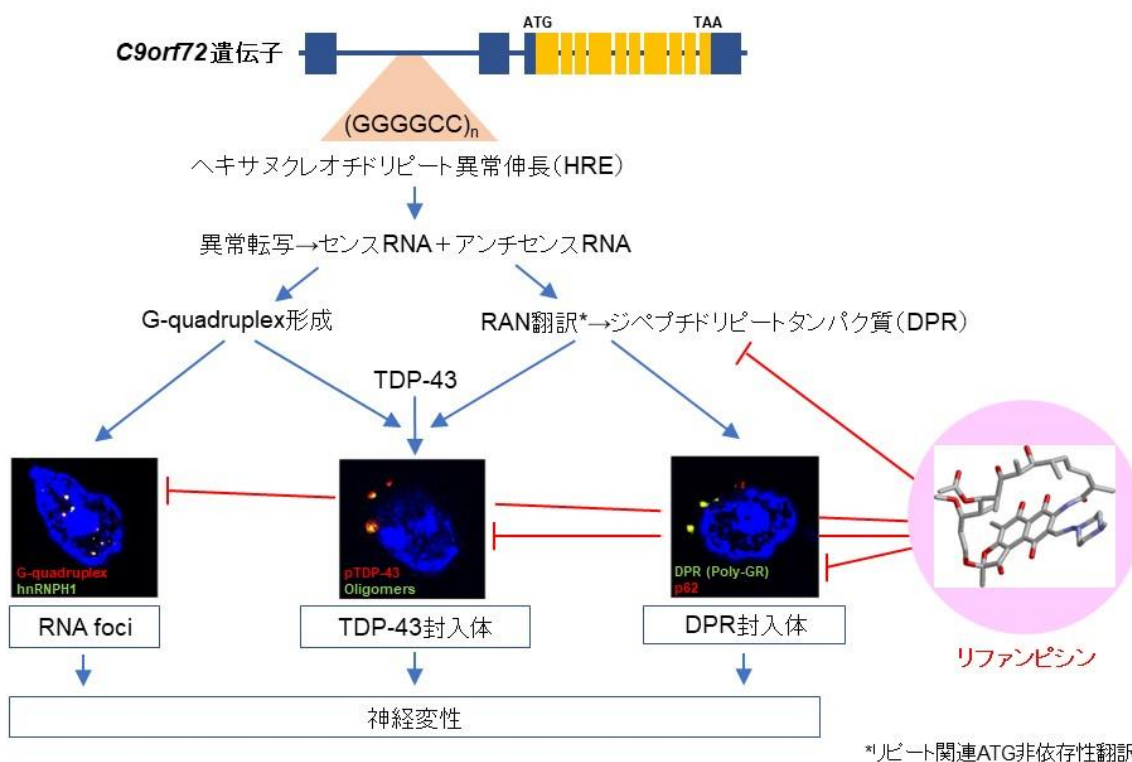 ATG
TAA
C9orf72遺伝子
(GGGGCC)n
ヘキサヌクレオチドリピート異常伸長(HRE)
異常転写→センスRNA+アンチセンスRNA
G-quadruplex形成
RAN翻訳*→ジペプチドリピートタンパク質(DPR)
TDP-43
G-quadruplex
hnRNPH1
pTDP-43
Oligomers
DPR (Poly-GR)
p62
RNA foci
TDP-43封入体
DPR封入体
リファンピシン
神経変性
*リピート関連ATG非依存性翻訳